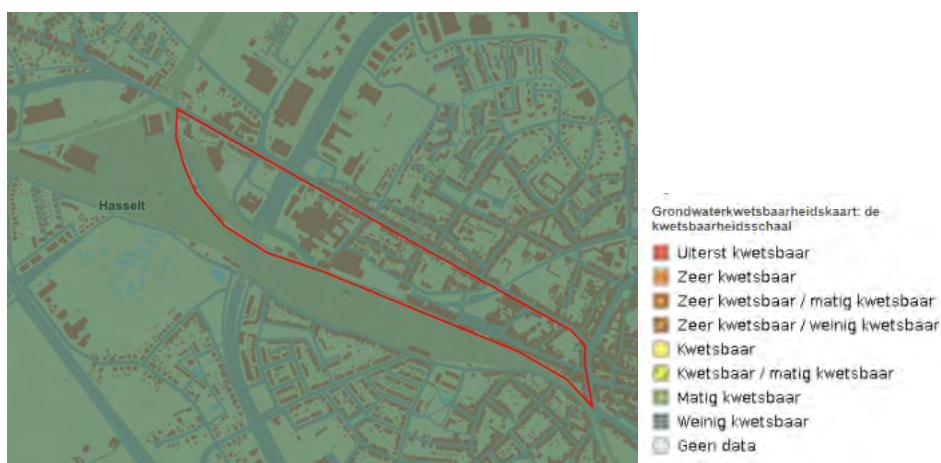 Hasselt
Grondwaterkwetsbaarheidskaart: de
kwetsbaarheidsschaal
Uiterst kwetsbaar
Zeer kwetsbaar
Zeer kwetsbaar / matig kwetsbaar
Zeer kwetsbaar / weinig kwetsbaar
Kwetsbaar
Kwetsbaar / matig kwetsbaar
Matig kwetsbaar
Weinig kwetsbaar
Geen data